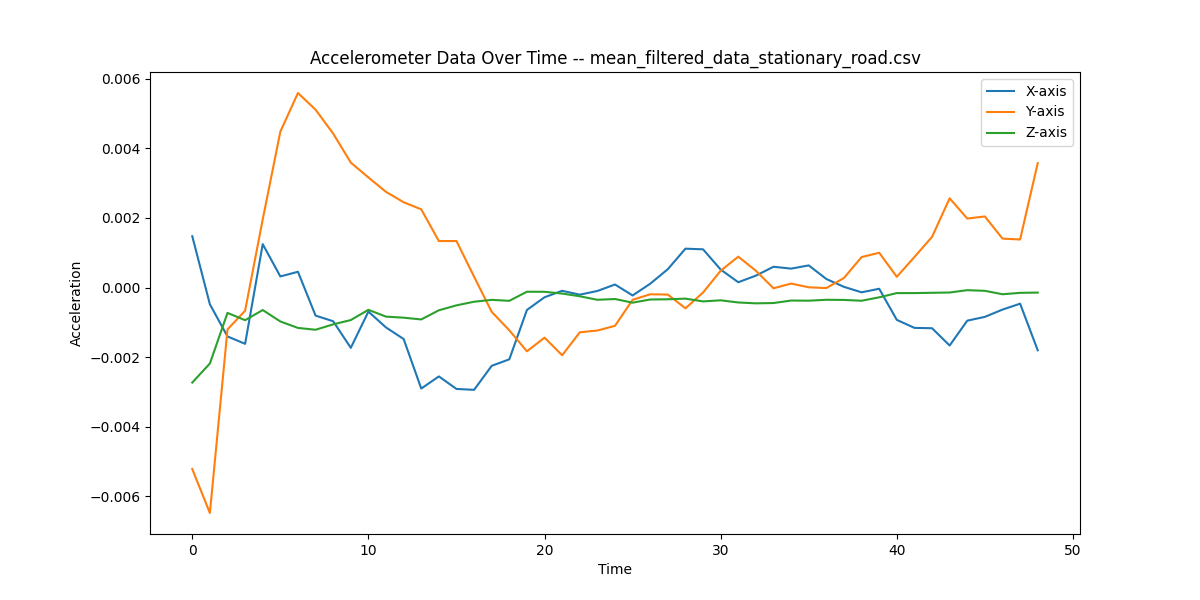 Accelerometer Data Over Time -- mean_filtered_data_stationary_road.csv
0.006
0.004
0.002
0.000
−0.002
−0.004
−0.006
Acceleration
X-axis
Y-axis
Z-axis
0 10 20 30 40 50
Time